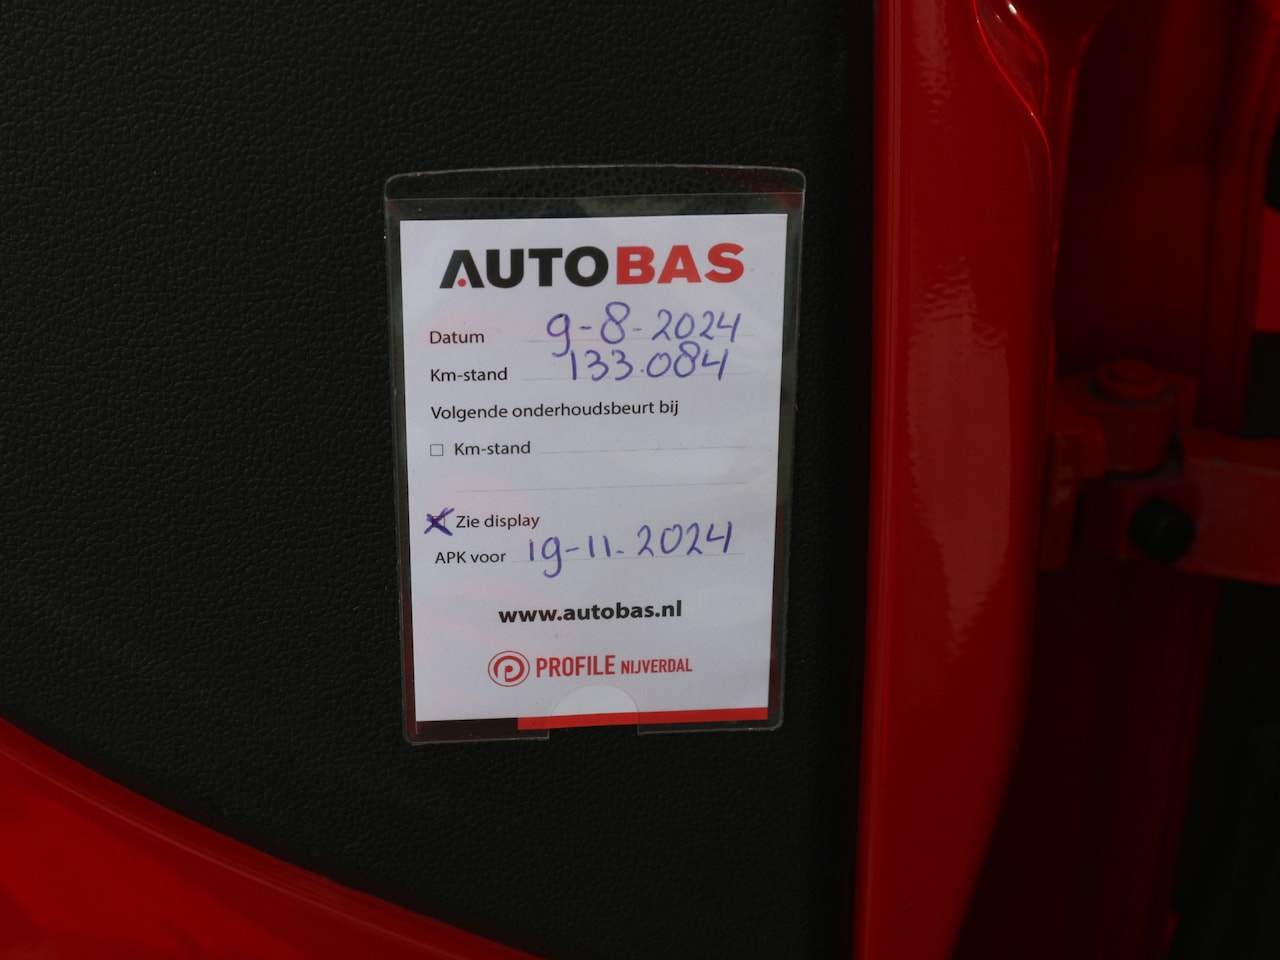 AUTOBAS
Datum 9-8-2024
Km-stand 133.084
Volgende onderhoudsbeurt bij
☐ Km-stand
☒ Zie display
APK voor 19-11-2024
www.autobas.nl
PROFILE NIJVERDAL